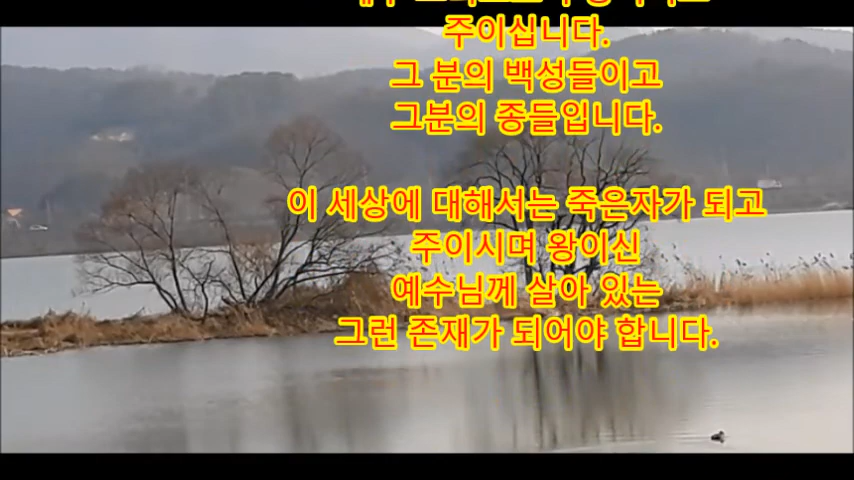 주이십니다.
그 분의 백성들이고
그분의 종들입니다.
이 세상에 대해서는 죽은자가 되고
주이시며 왕이신
예수님께 살아 있는
그런 존재가 되어야 합니다.